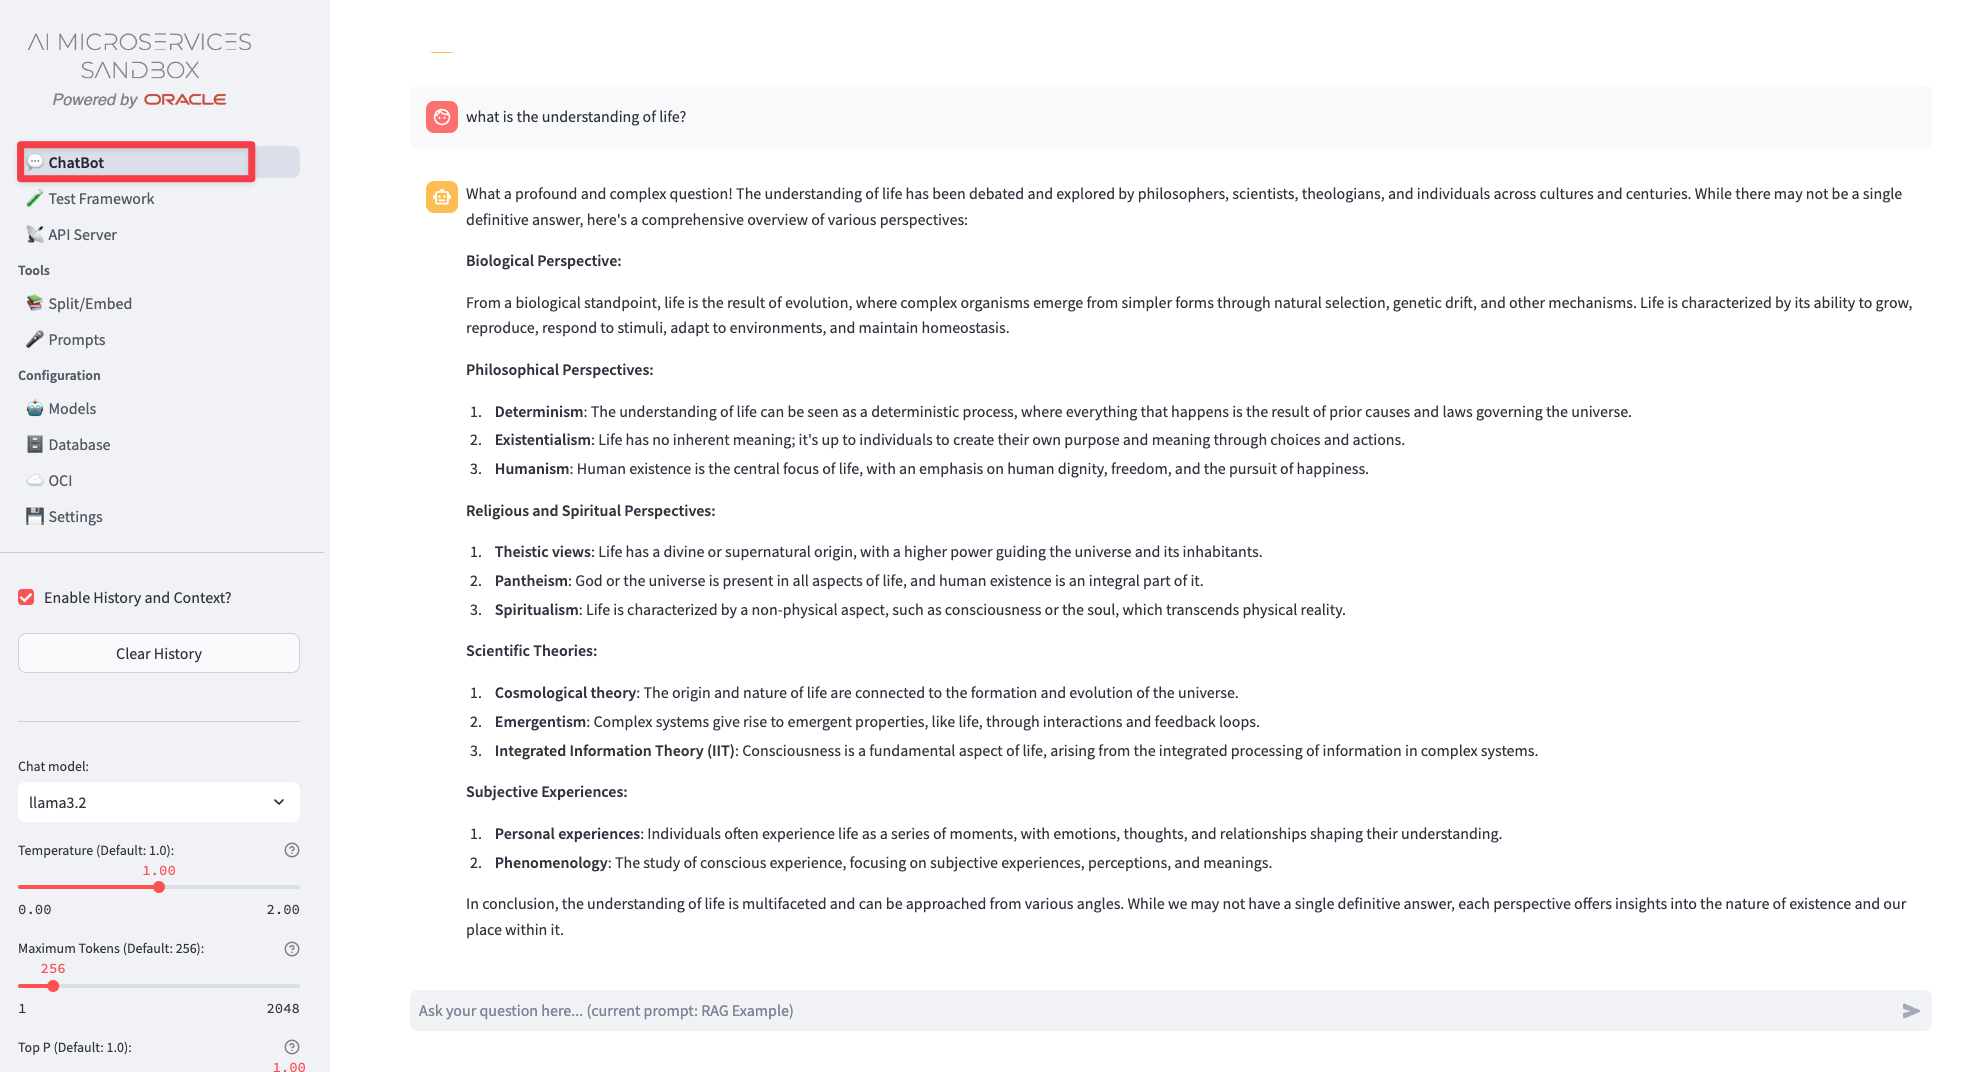 AI MICROSERVICES
SANDBOX
Powered by ORACLE
ChatBot
Test Framework
API Server
Tools
Split/Embed
Prompts
Configuration
Models
Database
OCI
Settings
Enable History and Context?
Clear History
Chat model:
llama3.2
Temperature (Default: 1.0):
1.00
0.00 2.00
Maximum Tokens (Default: 256):
256
1 2048
Top P (Default: 1.0):
1.00
what is the understanding of life?
What a profound and complex question! The understanding of life has been debated and explored by philosophers, scientists, theologians, and individuals across cultures and centuries. While there may not be a single
definitive answer, here's a comprehensive overview of various perspectives:
Biological Perspective:
From a biological standpoint, life is the result of evolution, where complex organisms emerge from simpler forms through natural selection, genetic drift, and other mechanisms. Life is characterized by its ability to grow,
reproduce, respond to stimuli, adapt to environments, and maintain homeostasis.
Philosophical Perspectives:
1. Determinism: The understanding of life can be seen as a deterministic process, where everything that happens is the result of prior causes and laws governing the universe.
2. Existentialism: Life has no inherent meaning; it's up to individuals to create their own purpose and meaning through choices and actions.
3. Humanism: Human existence is the central focus of life, with an emphasis on human dignity, freedom, and the pursuit of happiness.
Religious and Spiritual Perspectives:
1. Theistic views: Life has a divine or supernatural origin, with a higher power guiding the universe and its inhabitants.
2. Pantheism: God or the universe is present in all aspects of life, and human existence is an integral part of it.
3. Spiritualism: Life is characterized by a non-physical aspect, such as consciousness or the soul, which transcends physical reality.
Scientific Theories:
1. Cosmological theory: The origin and nature of life are connected to the formation and evolution of the universe.
2. Emergentism: Complex systems give rise to emergent properties, like life, through interactions and feedback loops.
3. Integrated Information Theory (IIT): Consciousness is a fundamental aspect of life, arising from the integrated processing of information in complex systems.
Subjective Experiences:
1. Personal experiences: Individuals often experience life as a series of moments, with emotions, thoughts, and relationships shaping their understanding.
2. Phenomenology: The study of conscious experience, focusing on subjective experiences, perceptions, and meanings.
In conclusion, the understanding of life is multifaceted and can be approached from various angles. While we may not have a single definitive answer, each perspective offers insights into the nature of existence and our
place within it.
Ask your question here... (current prompt: RAG Example)